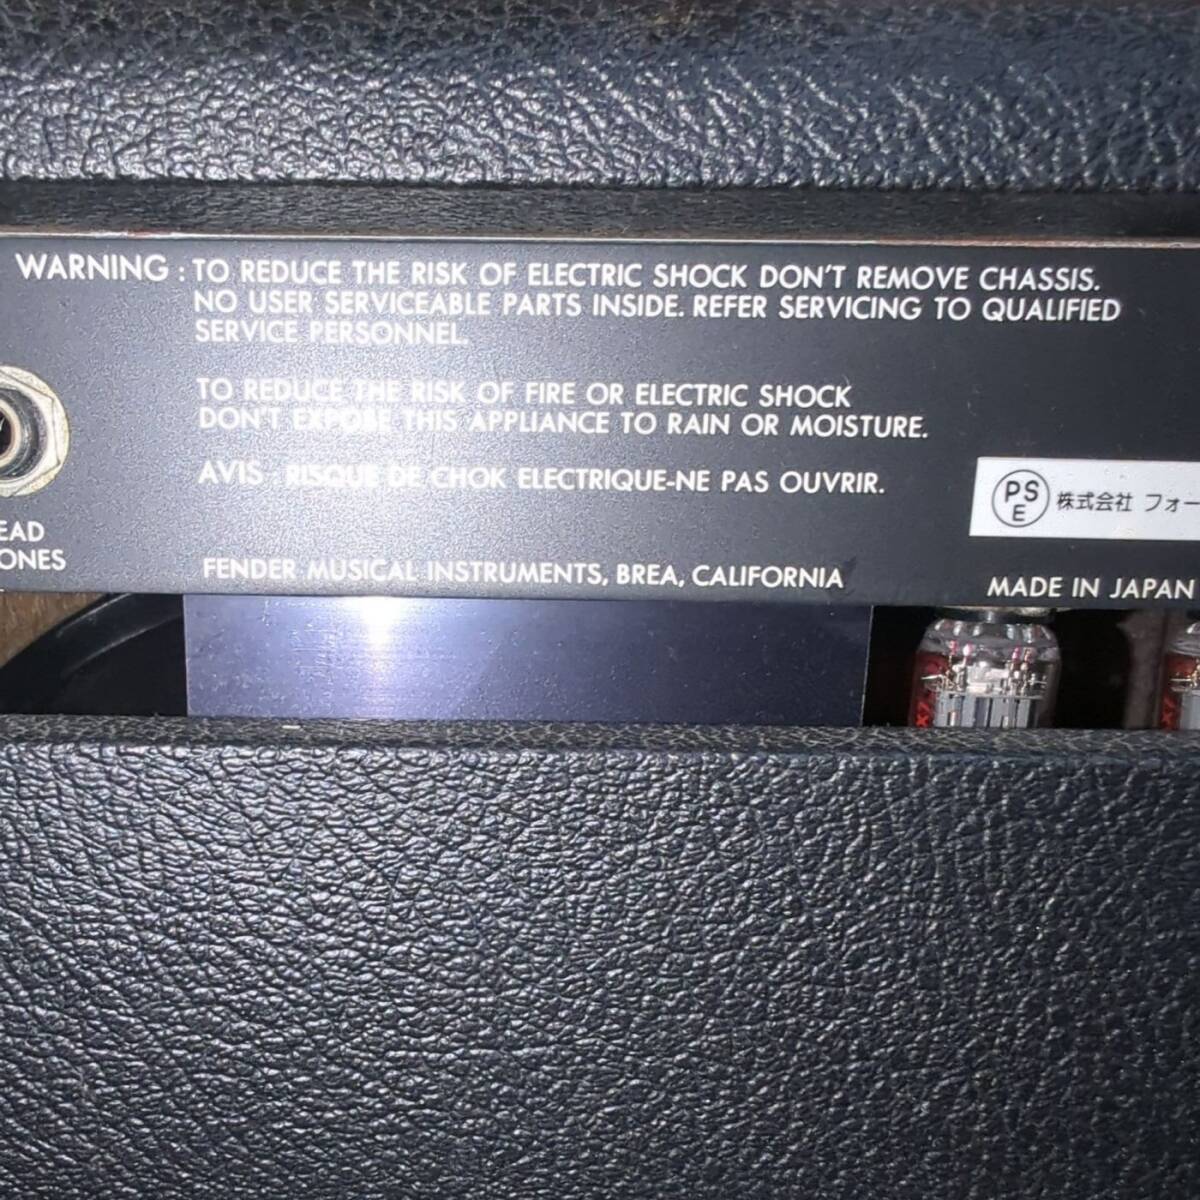 WARNING : TO REDUCE THE RISK OF ELECTRIC SHOCK DON'T REMOVE CHASSIS.
NO USER SERVICEABLE PARTS INSIDE. REFER SERVICING TO QUALIFIED
SERVICE PERSONNEL.
TO REDUCE THE RISK OF FIRE OR ELECTRIC SHOCK
DON'T EXPOSE THIS APPLIANCE TO RAIN OR MOISTURE.
AVIS : RISQUE DE CHOK ELECTRIQUE-NE PAS OUVRIR.
PSE 株式会社 フォー
EAD
ONES
FENDER MUSICAL INSTRUMENTS, BREA, CALIFORNIA
MADE IN JAPAN